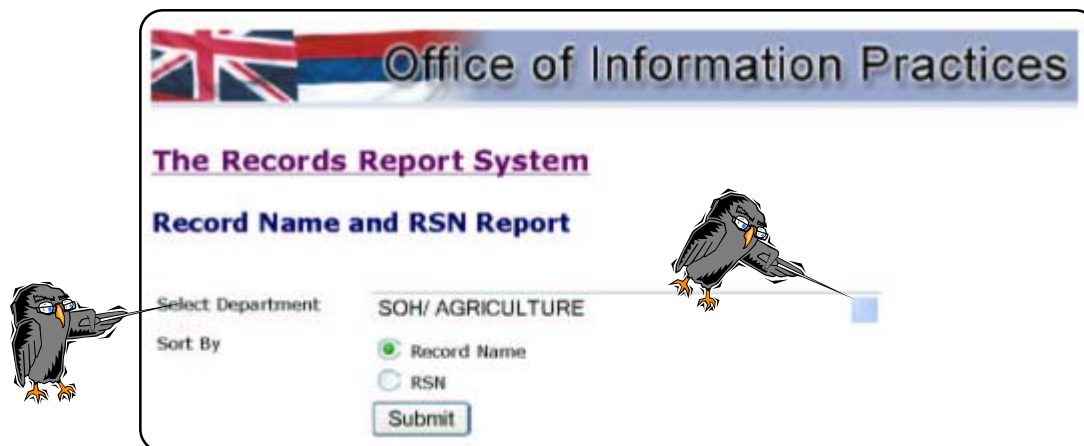 Office of Information Practices
The Records Report System
Record Name and RSN Report
Select Department SOH/ AGRICULTURE
Sort By Record Name
RSN
Submit